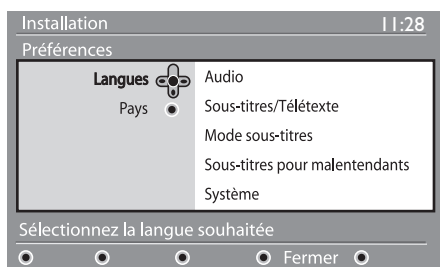 Installation 11:28
Préférences
Langues Audio
Pays Sous-titres/Télétexte
Mode sous-titres
Sous-titres pour malentendants
Système
Sélectionnez la langue souhaitée
Fermer